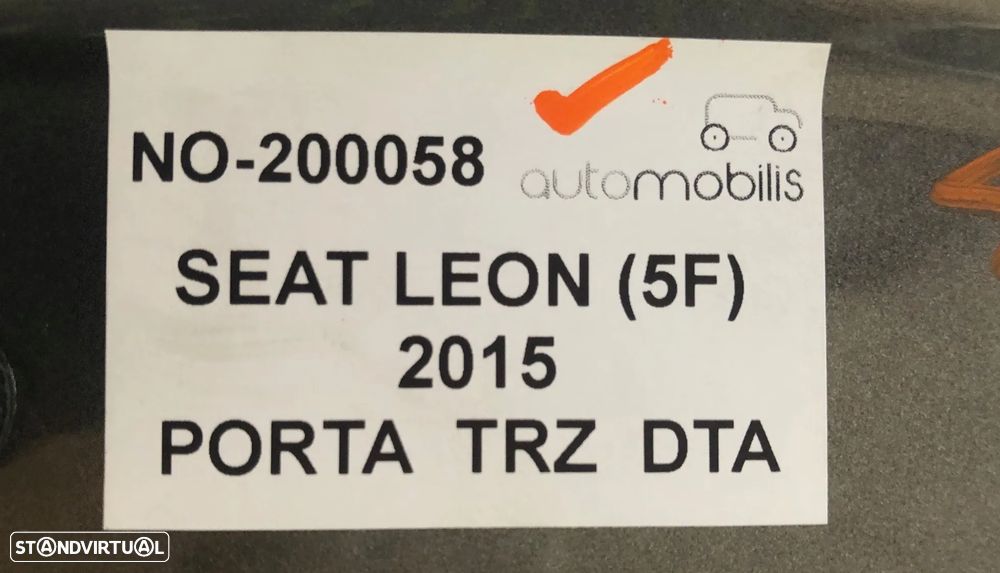 NO-200058
automobilis
SEAT LEON (5F)
2015
PORTA TRZ DTA
STANDVIRTUAL